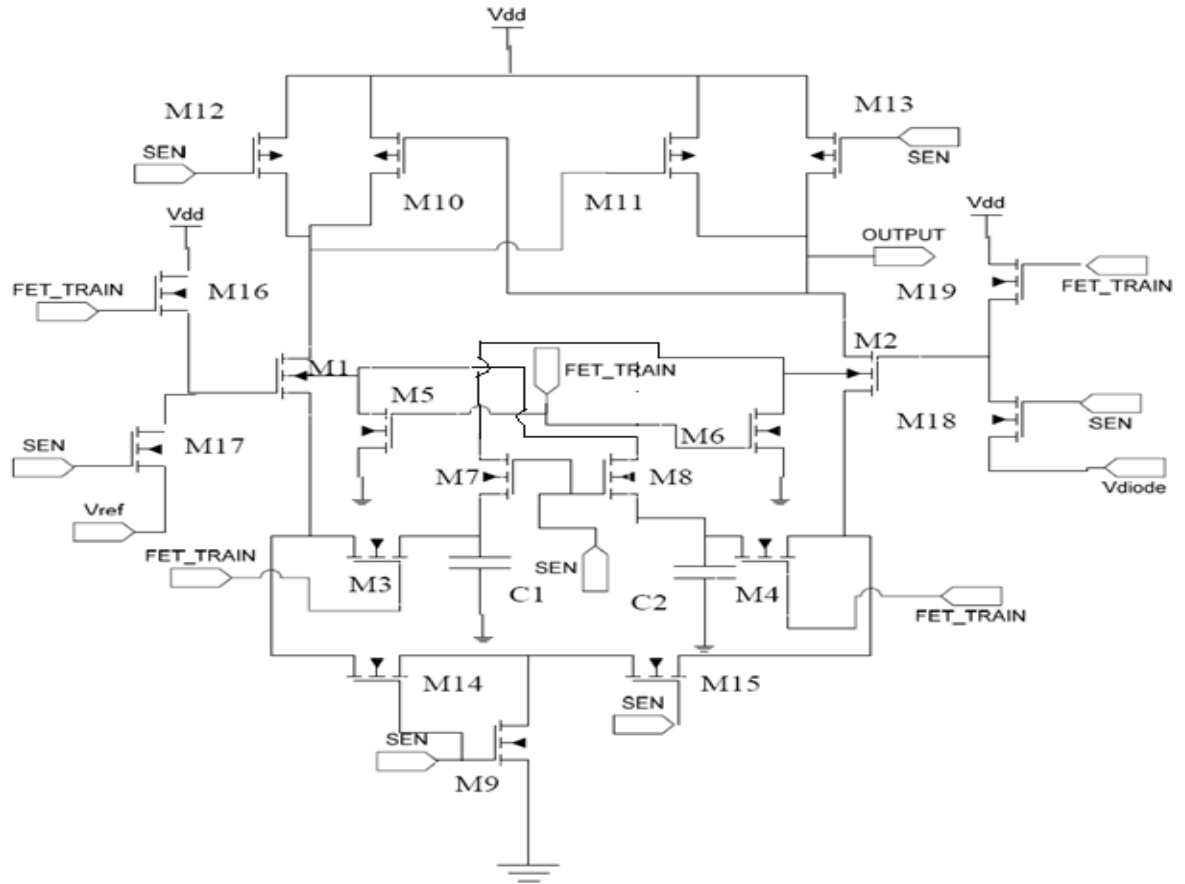 Vdd
M12
M13
SEN
SEN
M10
M11
Vdd
Vdd
OUTPUT
FET_TRAIN
M16
M19
FET_TRAIN
M1
M2
FET_TRAIN
M5
M18
SEN
M17
SEN
M6
M7
M8
Vdiode
Vref
FET_TRAIN
SEN
M3
C1
C2
M4
FET_TRAIN
M14
M15
SEN
SEN
M9